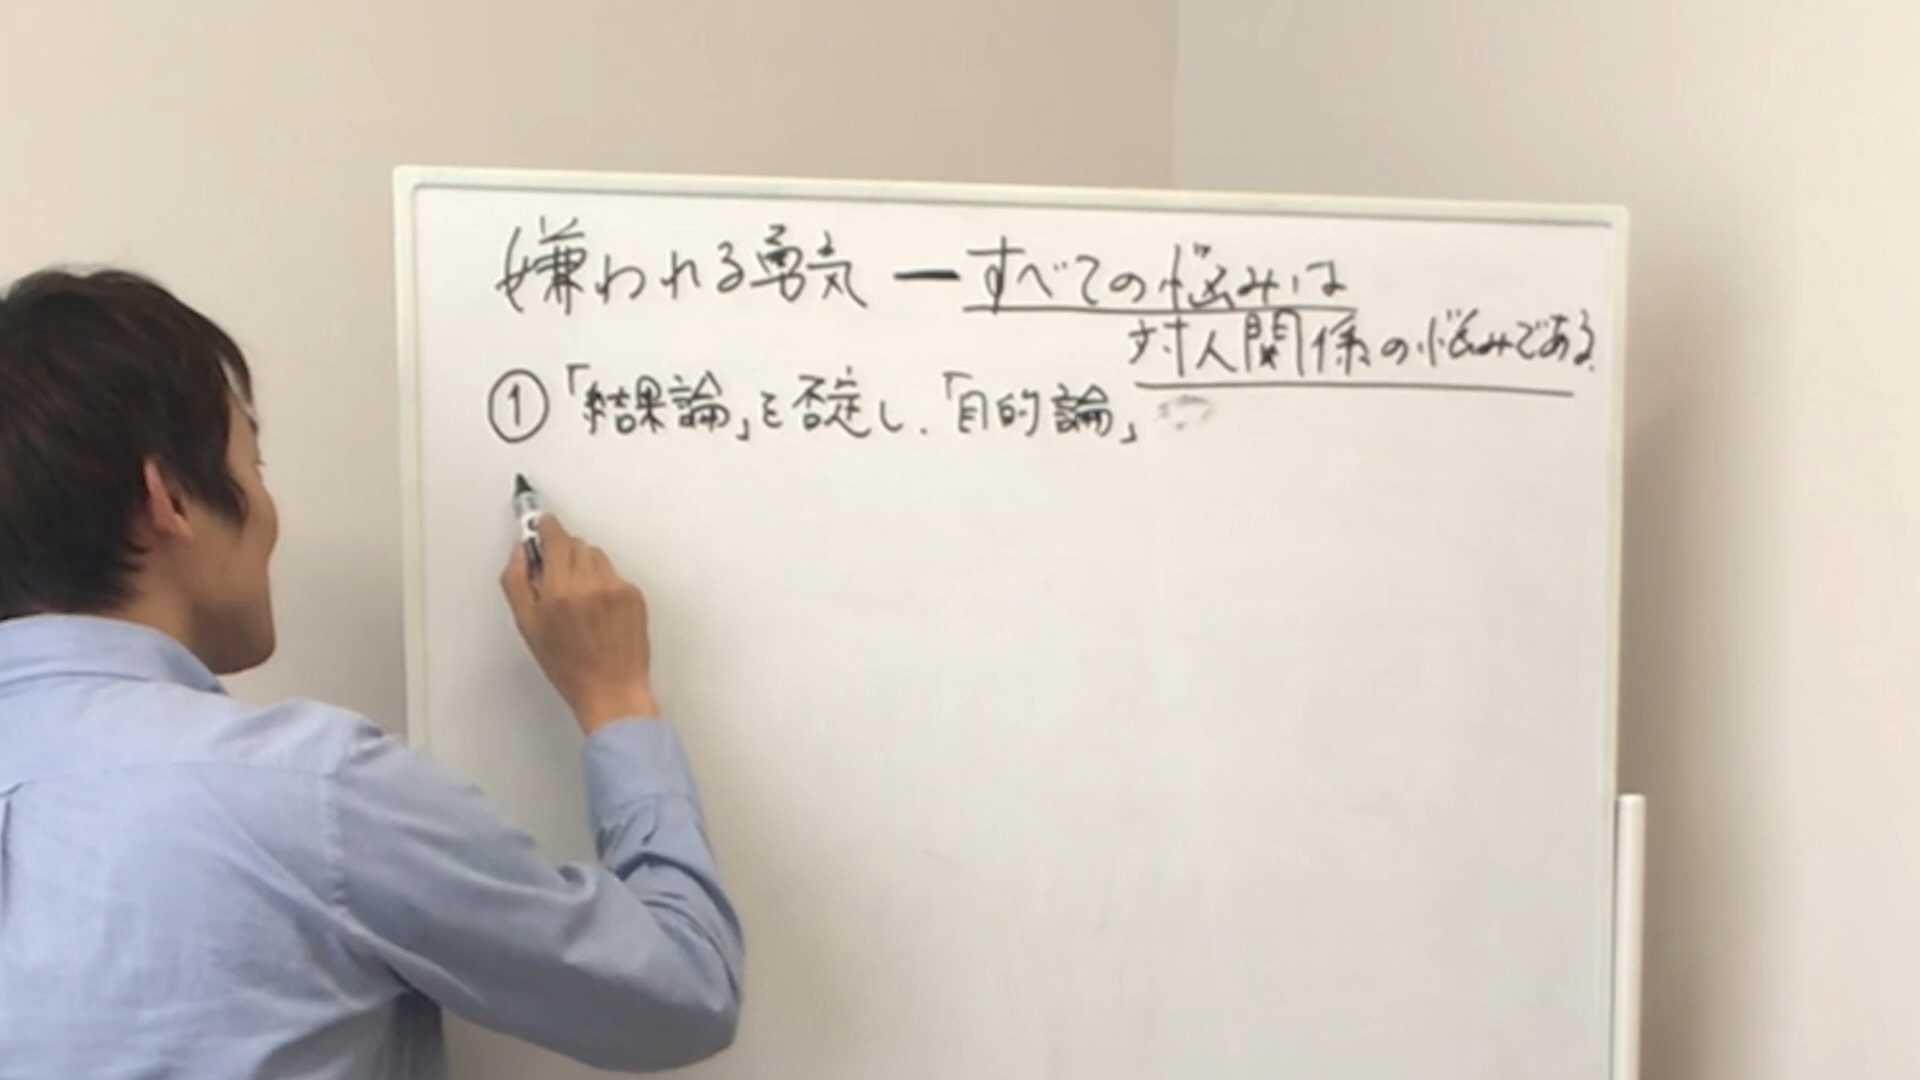 嫌われる勇気 ― すべての悩みは
対人関係の悩みである.
①「結果論」を否定し、「目的論」